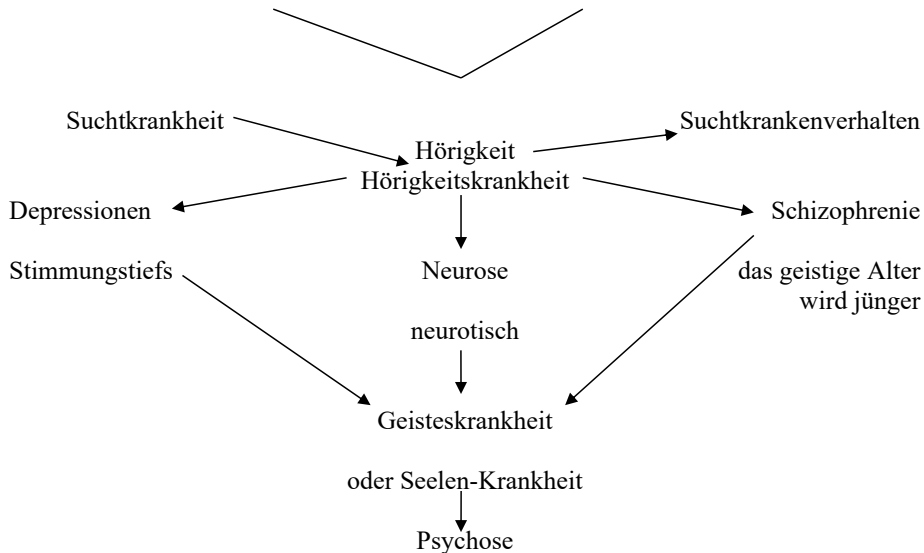 Suchtkrankheit
Suchtkrankenverhalten
Hörigkeit
Hörigkeitskrankheit
Depressionen
Schizophrenie
Stimmungstiefs
Neurose
das geistige Alter
wird jünger
neurotisch
Geisteskrankheit
oder Seelen-Krankheit
Psychose